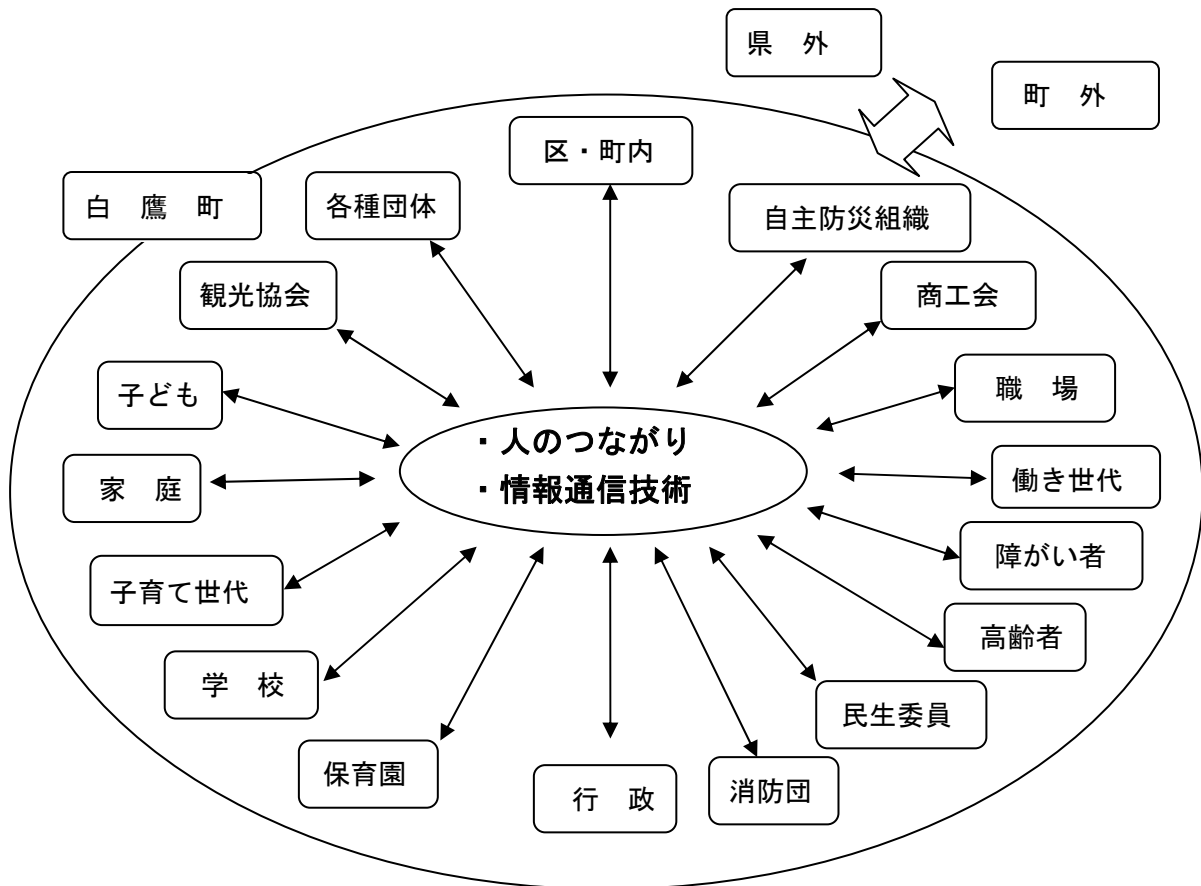 県　外
町　外
区・町内
白　鷹　町
各種団体
自主防災組織
観光協会
商工会
子ども
職　場
・人のつながり
・情報通信技術
家　庭
働き世代
障がい者
子育て世代
高齢者
学　校
民生委員
保育園
行　政
消防団